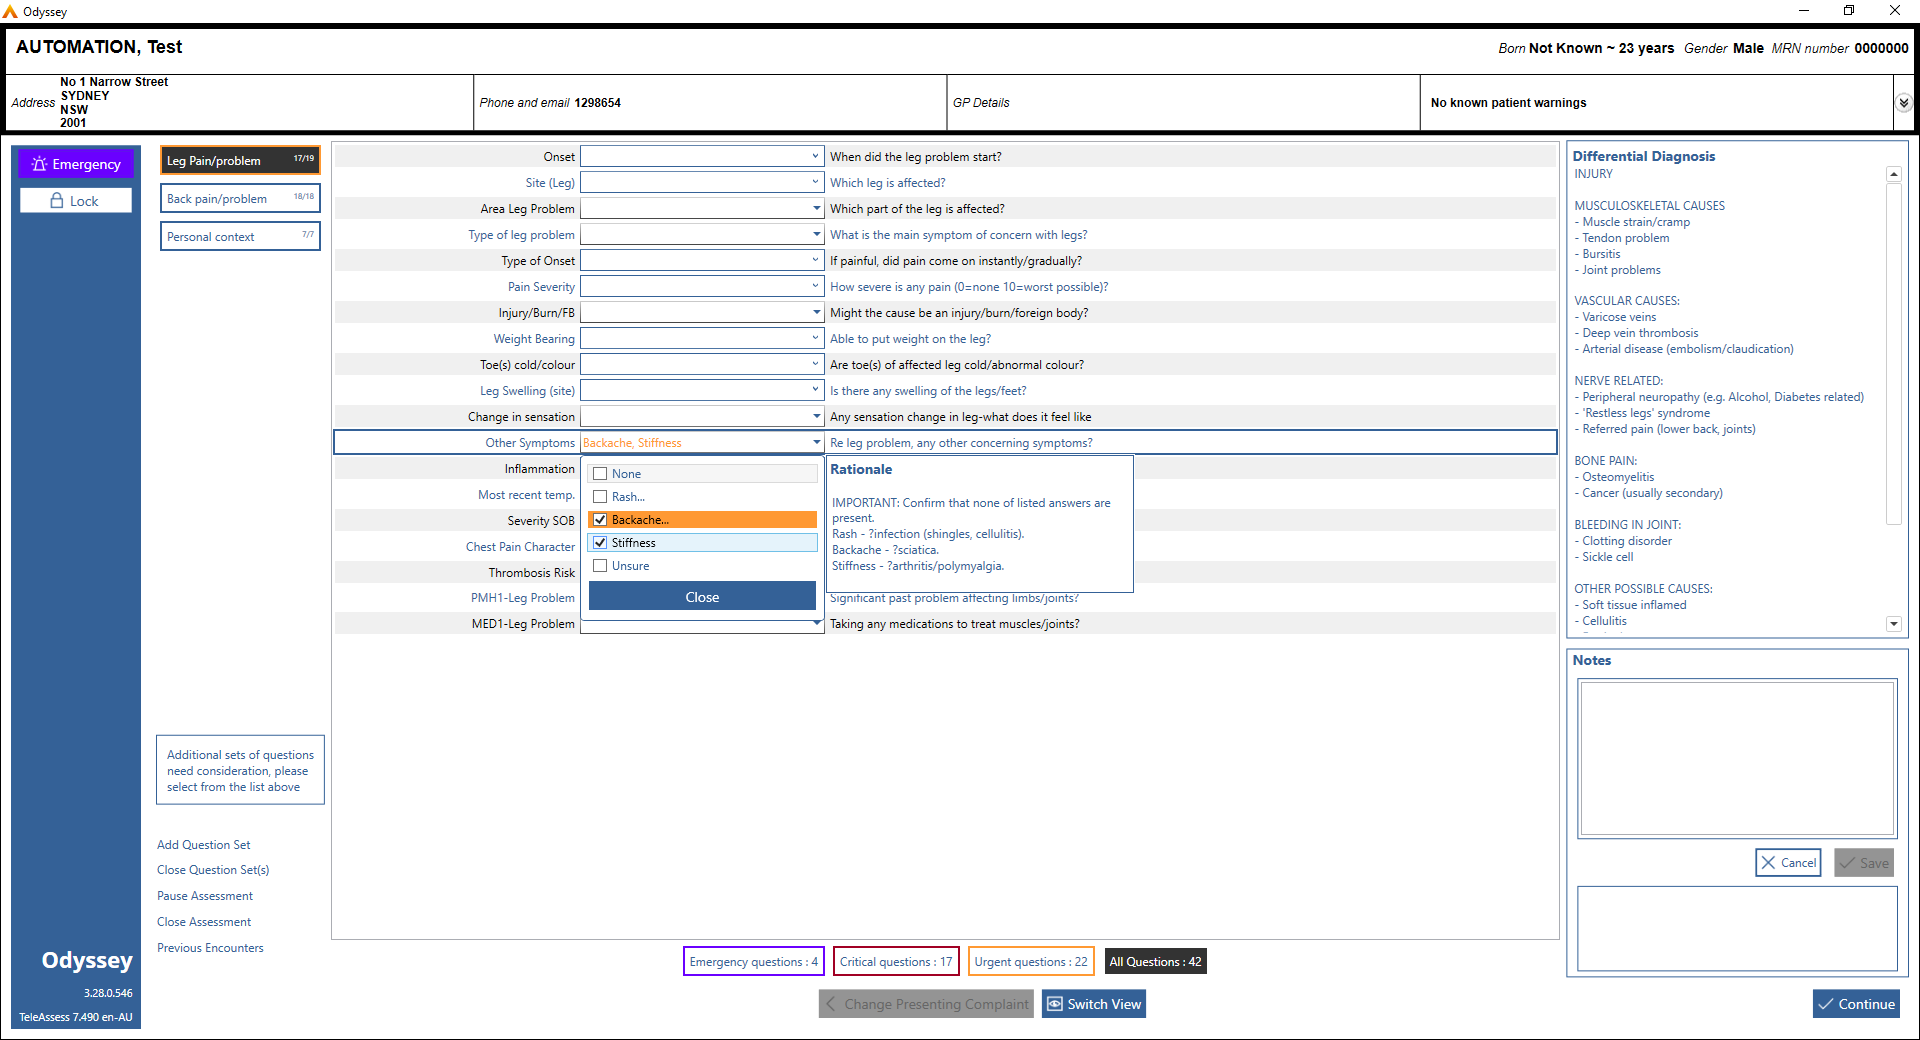 Odyssey
AUTOMATION, Test
Born Not Known ~ 23 years Gender Male MRN number 0000000
Address
No 1 Narrow Street
SYDNEY
NSW
2001
Phone and email 1298654
GP Details
No known patient warnings
Emergency
Lock
Leg Pain/problem 17/19
Back pain/problem 18/18
Personal context 7/7
Onset When did the leg problem start?
Site (Leg) Which leg is affected?
Area Leg Problem Which part of the leg is affected?
Type of leg problem What is the main symptom of concern with legs?
Type of Onset If painful, did pain come on instantly/gradually?
Pain Severity How severe is any pain (0=none 10=worst possible)?
Injury/Burn/FB Might the cause be an injury/burn/foreign body?
Weight Bearing Able to put weight on the leg?
Toe(s) cold/colour Are toe(s) of affected leg cold/abnormal colour?
Leg Swelling (site) Is there any swelling of the legs/feet?
Change in sensation Any sensation change in leg-what does it feel like
Other Symptoms Backache, Stiffness Re leg problem, any other concerning symptoms?
Inflammation
Most recent temp.
Severity SOB
Chest Pain Character
Thrombosis Risk
PMH1-Leg Problem Significant past problem affecting limbs/joints?
MED1-Leg Problem Taking any medications to treat muscles/joints?
None
Rash...
Backache...
Stiffness
Unsure
Close
Rationale
IMPORTANT: Confirm that none of listed answers are
present.
Rash - ?infection (shingles, cellulitis).
Backache - ?sciatica.
Stiffness - ?arthritis/polymyalgia.
Differential Diagnosis
INJURY
MUSCULOSKELETAL CAUSES
- Muscle strain/cramp
- Tendon problem
- Bursitis
- Joint problems
VASCULAR CAUSES:
- Varicose veins
- Deep vein thrombosis
- Arterial disease (embolism/claudication)
NERVE RELATED:
- Peripheral neuropathy (e.g. Alcohol, Diabetes related)
- 'Restless legs' syndrome
- Referred pain (lower back, joints)
BONE PAIN:
- Osteomyelitis
- Cancer (usually secondary)
BLEEDING IN JOINT:
- Clotting disorder
- Sickle cell
OTHER POSSIBLE CAUSES:
- Soft tissue inflamed
- Cellulitis
Notes
Cancel
Save
Additional sets of questions
need consideration, please
select from the list above
Add Question Set
Close Question Set(s)
Pause Assessment
Close Assessment
Previous Encounters
Odyssey
3.28.0.546
TeleAssess 7.490 en-AU
Emergency questions : 4
Critical questions : 17
Urgent questions : 22
All Questions : 42
Change Presenting Complaint
Switch View
Continue